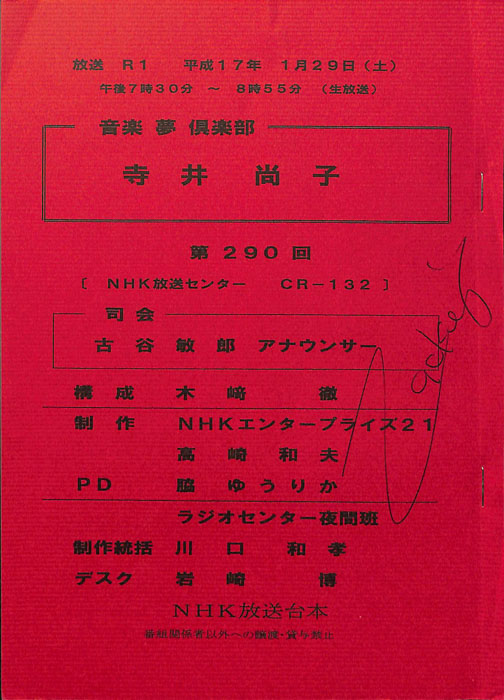 放送 R1 平成17年 1月29日(土)
午後7時30分 ~ 8時55分 (生放送)
音楽 夢 倶楽部
寺井 尚子
第 290 回
[ NHK放送センター CR-132 ]
司会
古谷 敏郎 アナウンサー
構成 木﨑 徹
制作 NHKエンタープライズ21
高崎 和夫
PD 脇 ゆうりか
ラジオセンター夜間班
制作統括 川口 和孝
デスク 岩崎 博
NHK放送台本
番組関係者以外への譲渡・貸与禁止